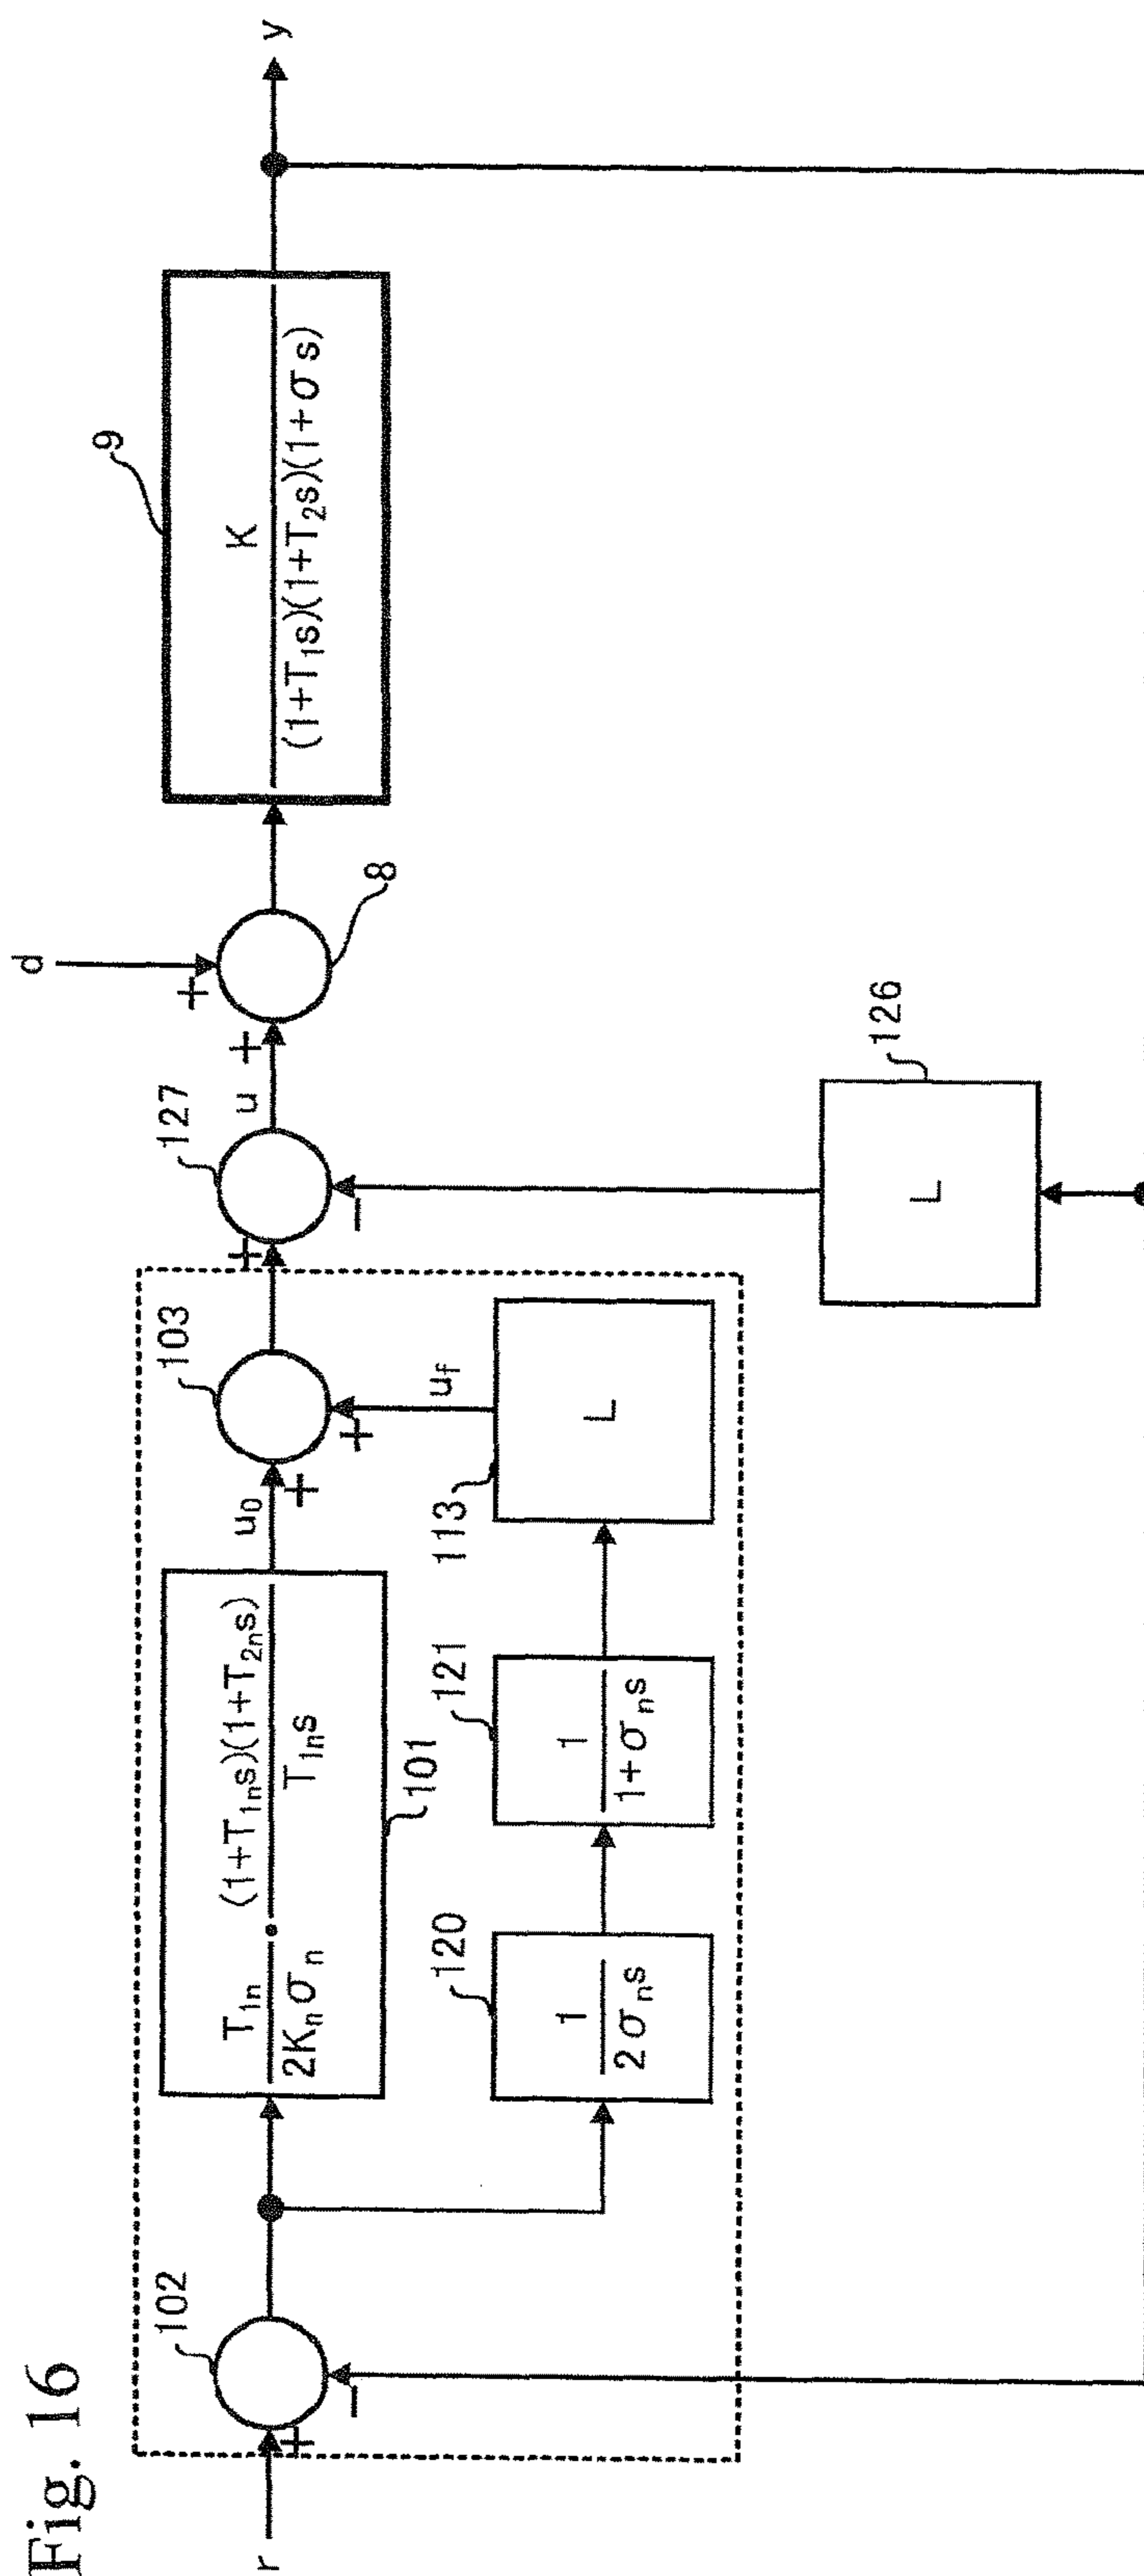 Fig. 16
r
+
−
102
T₁ₙ / 2Kₙσₙ · (1+T₁ₙs)(1+T₂ₙs) / T₁ₙs
101
u₀
+
+
103
120
1 / 2σₙs
121
1 / 1+σₙs
113
L
u_f
+
−
127
u
+
126
L
d
+
8
9
K / (1+T₁s)(1+T₂s)(1+σs)
y